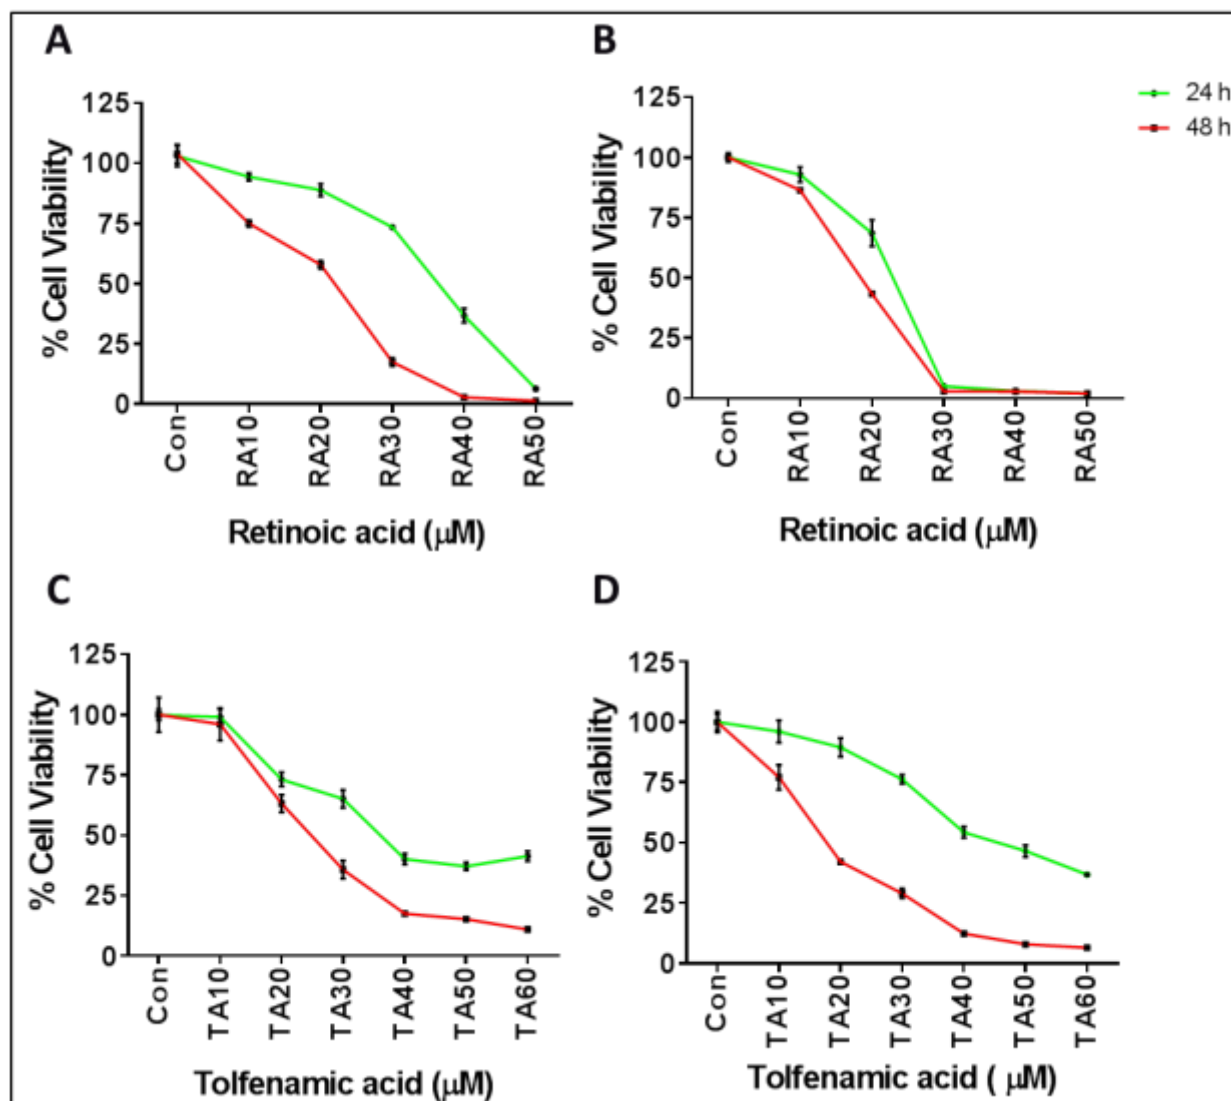 A
125
100
75
50
25
0
% Cell Viability
Con
RA10
RA20
RA30
RA40
RA50
Retinoic acid (μM)
B
125
100
75
50
25
0
% Cell Viability
Con
RA10
RA20
RA30
RA40
RA50
Retinoic acid (μM)
24 h
48 h
C
125
100
75
50
25
0
% Cell Viability
Con
TA10
TA20
TA30
TA40
TA50
TA60
Tolfenamic acid (μM)
D
125
100
75
50
25
0
% Cell Viability
Con
TA10
TA20
TA30
TA40
TA50
TA60
Tolfenamic acid ( μM)